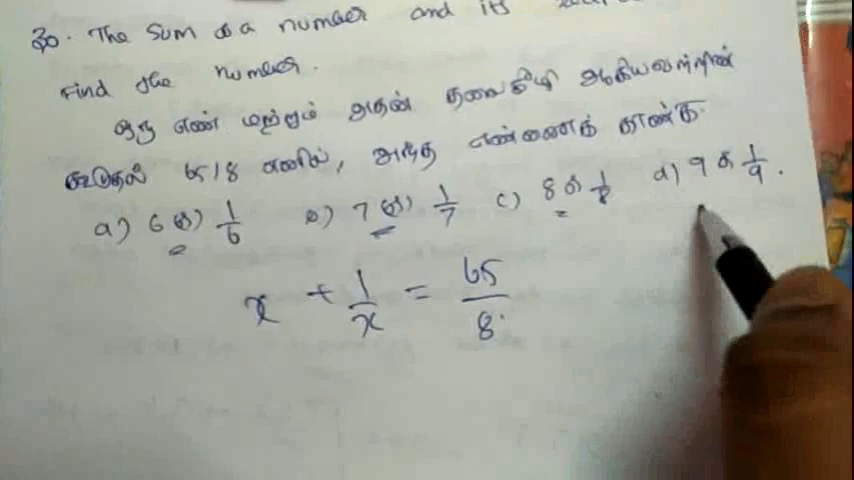 30. The Sum of a number and its
Find the number.
ஒரு எண் மற்றும் அதன் தலைகீழி ஆகியவற்றின்
கூடுதல் 65/8 எனில், அந்த எண்ணைக் காண்க.
a) 6 (or) 1/6 b) 7 (or) 1/7 c) 8 or 1/8 d) 9 or 1/9.
x + 1/x = 65/8